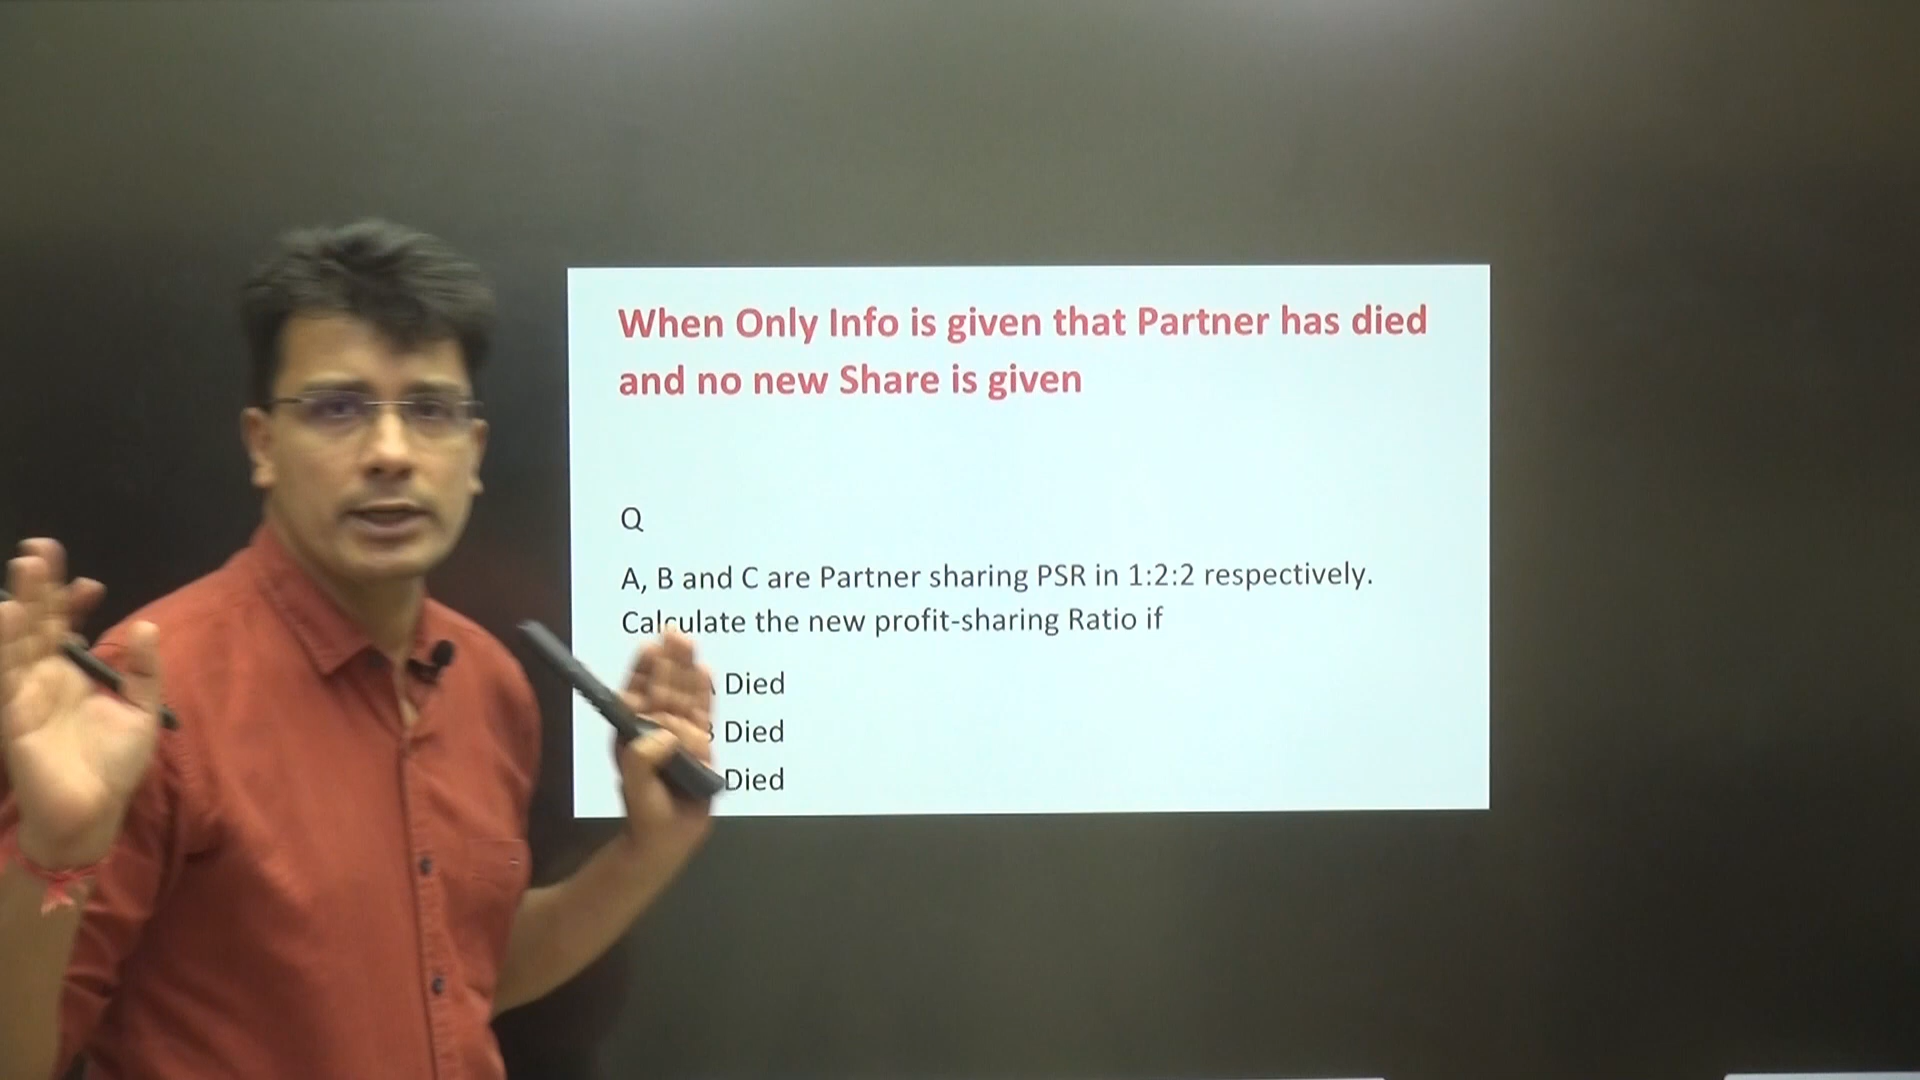 When Only Info is given that Partner has died
and no new Share is given
Q
A, B and C are Partner sharing PSR in 1:2:2 respectively.
Calculate the new profit-sharing Ratio if
Died
Died
Died